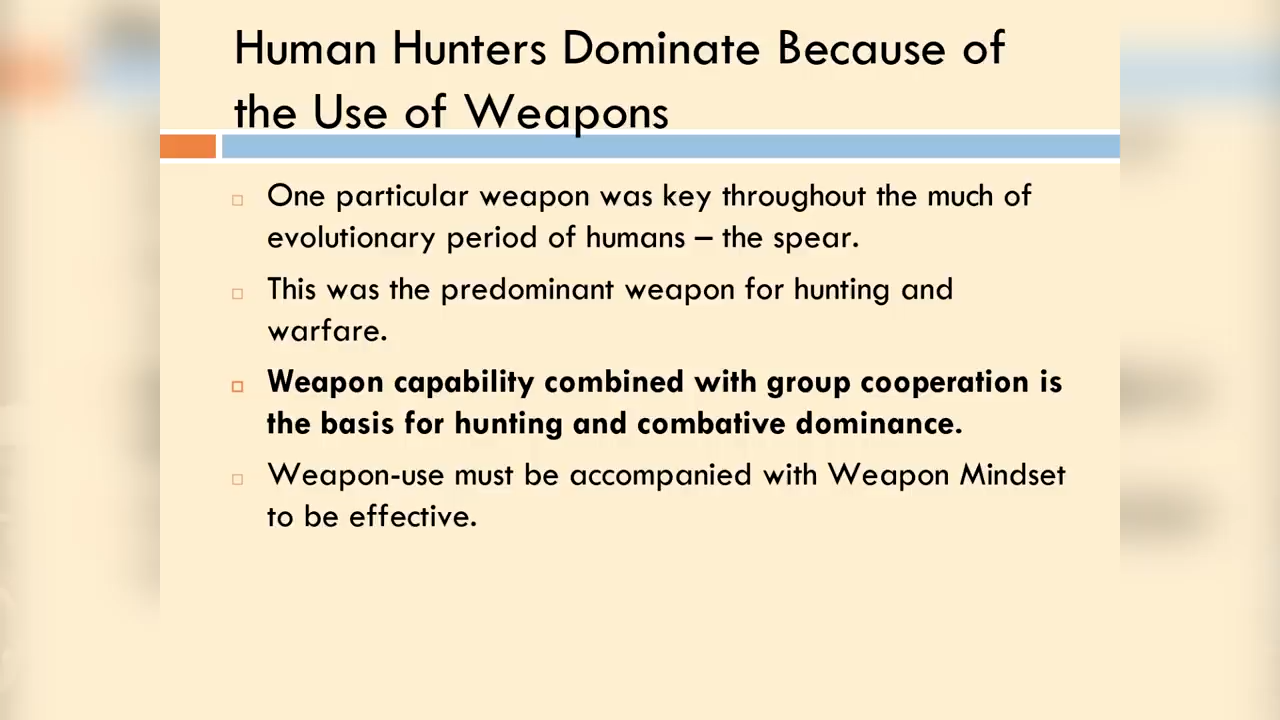 Human Hunters Dominate Because of
the Use of Weapons
One particular weapon was key throughout the much of
evolutionary period of humans – the spear.
This was the predominant weapon for hunting and
warfare.
Weapon capability combined with group cooperation is
the basis for hunting and combative dominance.
Weapon-use must be accompanied with Weapon Mindset
to be effective.